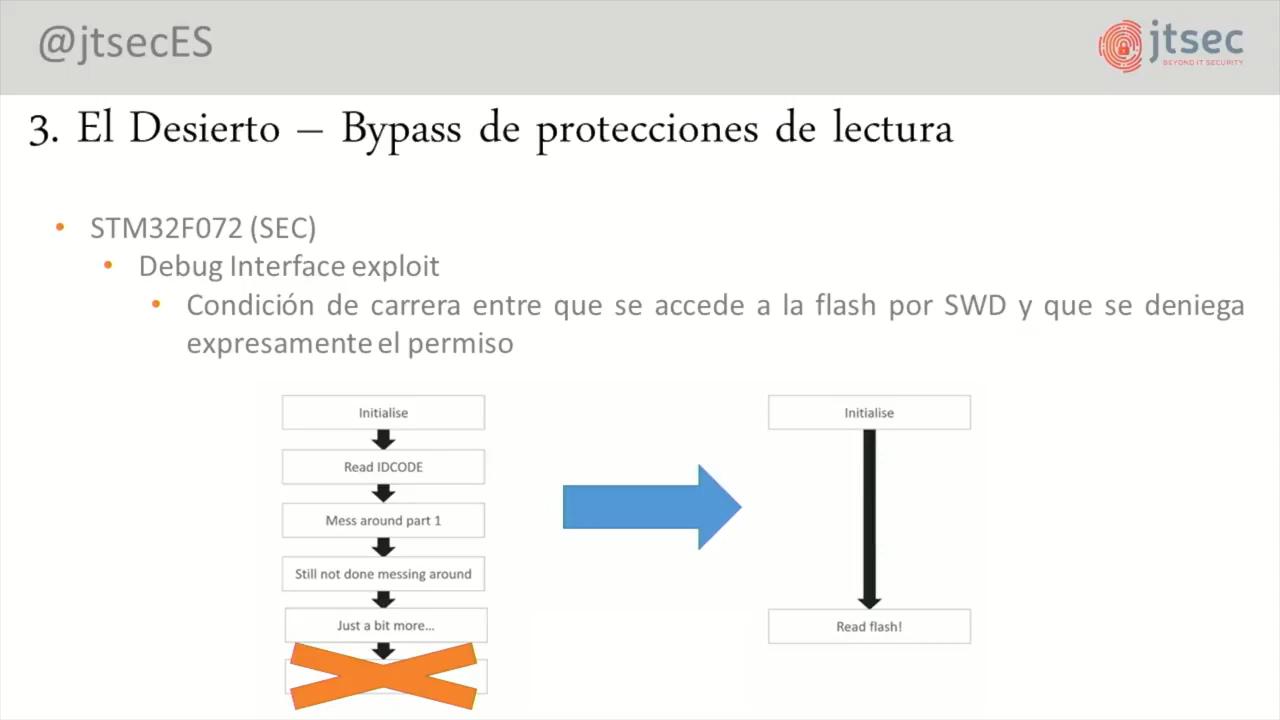 @jtsecES
jtsec
BEYOND IT SECURITY
3. El Desierto – Bypass de protecciones de lectura
• STM32F072 (SEC)
• Debug Interface exploit
• Condición de carrera entre que se accede a la flash por SWD y que se deniega
expresamente el permiso
Initialise
Read IDCODE
Mess around part 1
Still not done messing around
Just a bit more...
Initialise
Read flash!